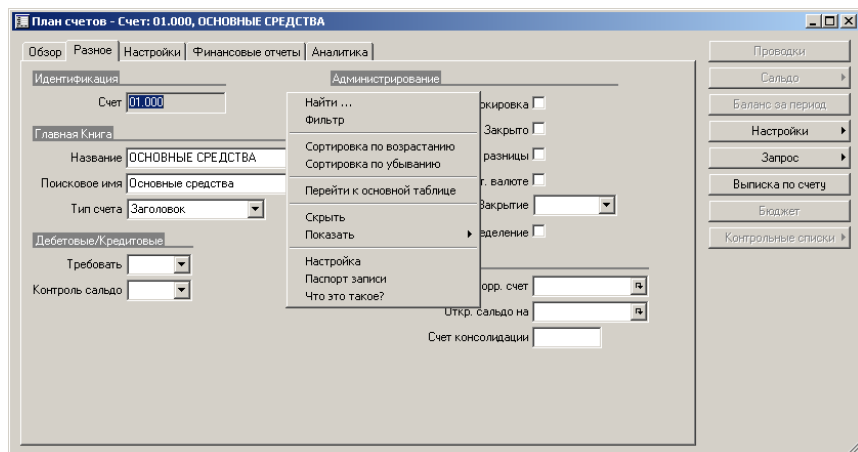 План счетов - Счет: 01.000, ОСНОВНЫЕ СРЕДСТВА
Обзор Разное Настройки Финансовые отчеты Аналитика
Идентификация
Счет 01.000
Главная Книга
Название ОСНОВНЫЕ СРЕДСТВА
Поисковое имя Основные средства
Тип счета Заголовок
Дебетовые/Кредитовые
Требовать
Контроль сальдо
Найти ...
Фильтр
Сортировка по возрастанию
Сортировка по убыванию
Перейти к основной таблице
Скрыть
Показать
Настройка
Паспорт записи
Что это такое?
Администрирование
Закрыто
разницы
валюте
Закрытие
орр. счет
Откр. сальдо на
Счет консолидации
Проводки
Сальдо
Баланс за период
Настройки
Запрос
Выписка по счету
Бюджет
Контрольные списки